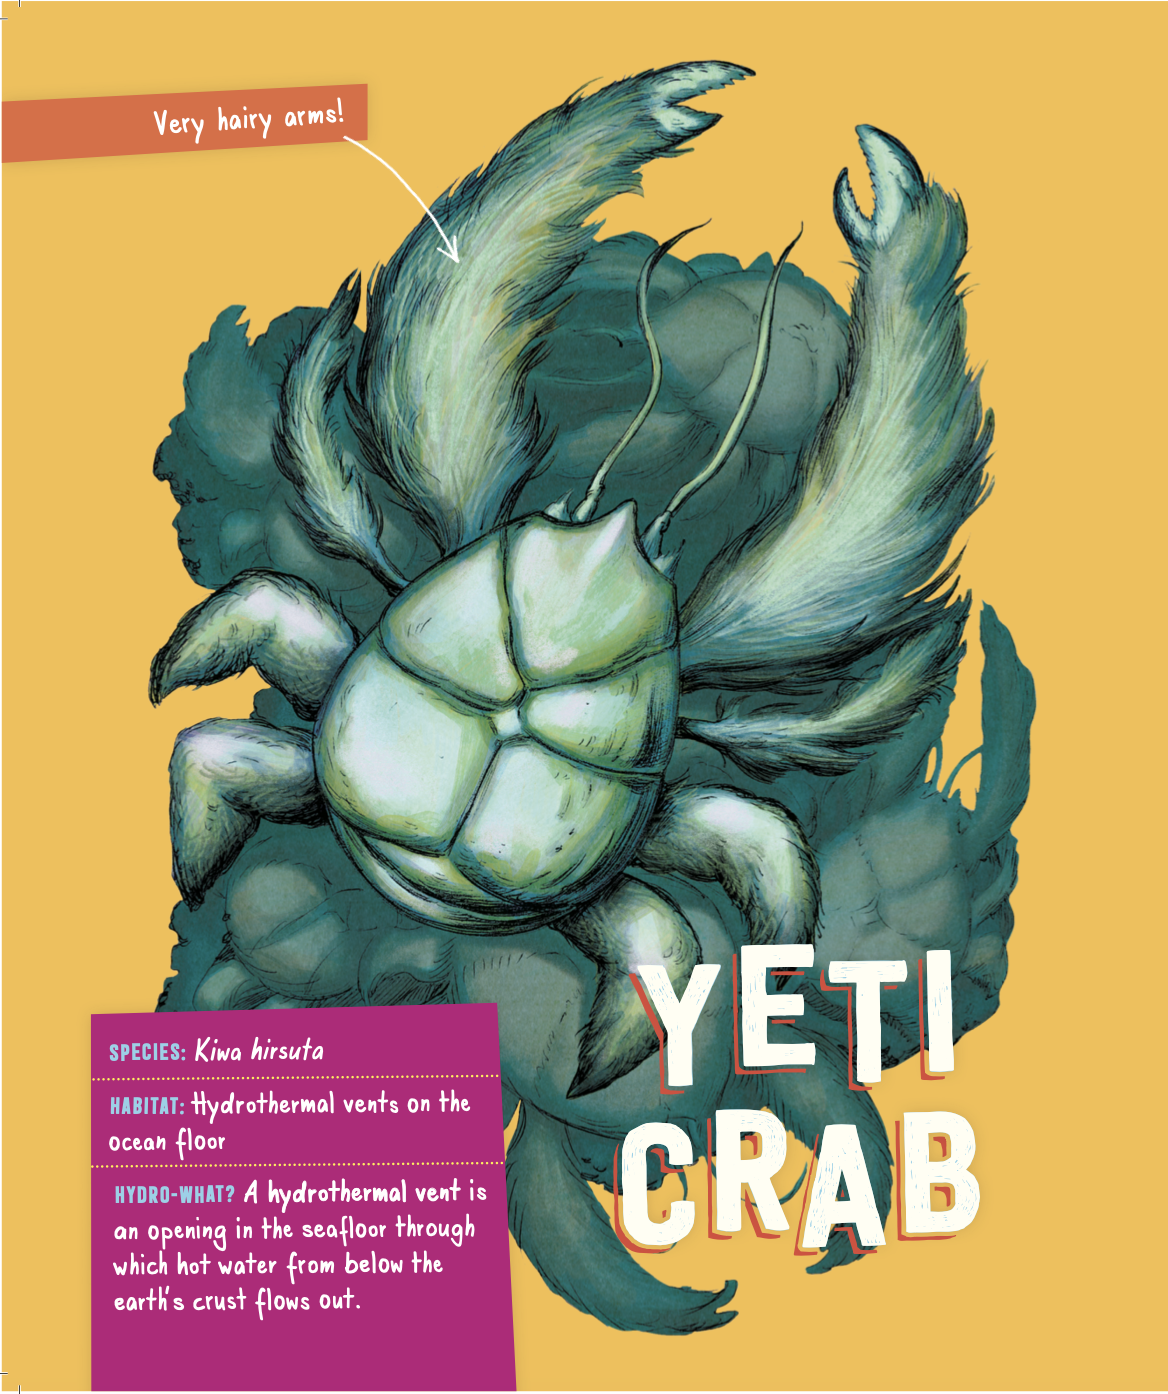 Very hairy arms!
SPECIES: Kiwa hirsuta
HABITAT: Hydrothermal vents on the
ocean floor
HYDRO-WHAT? A hydrothermal vent is
an opening in the seafloor through
which hot water from below the
earth's crust flows out.
YETI
CRAB